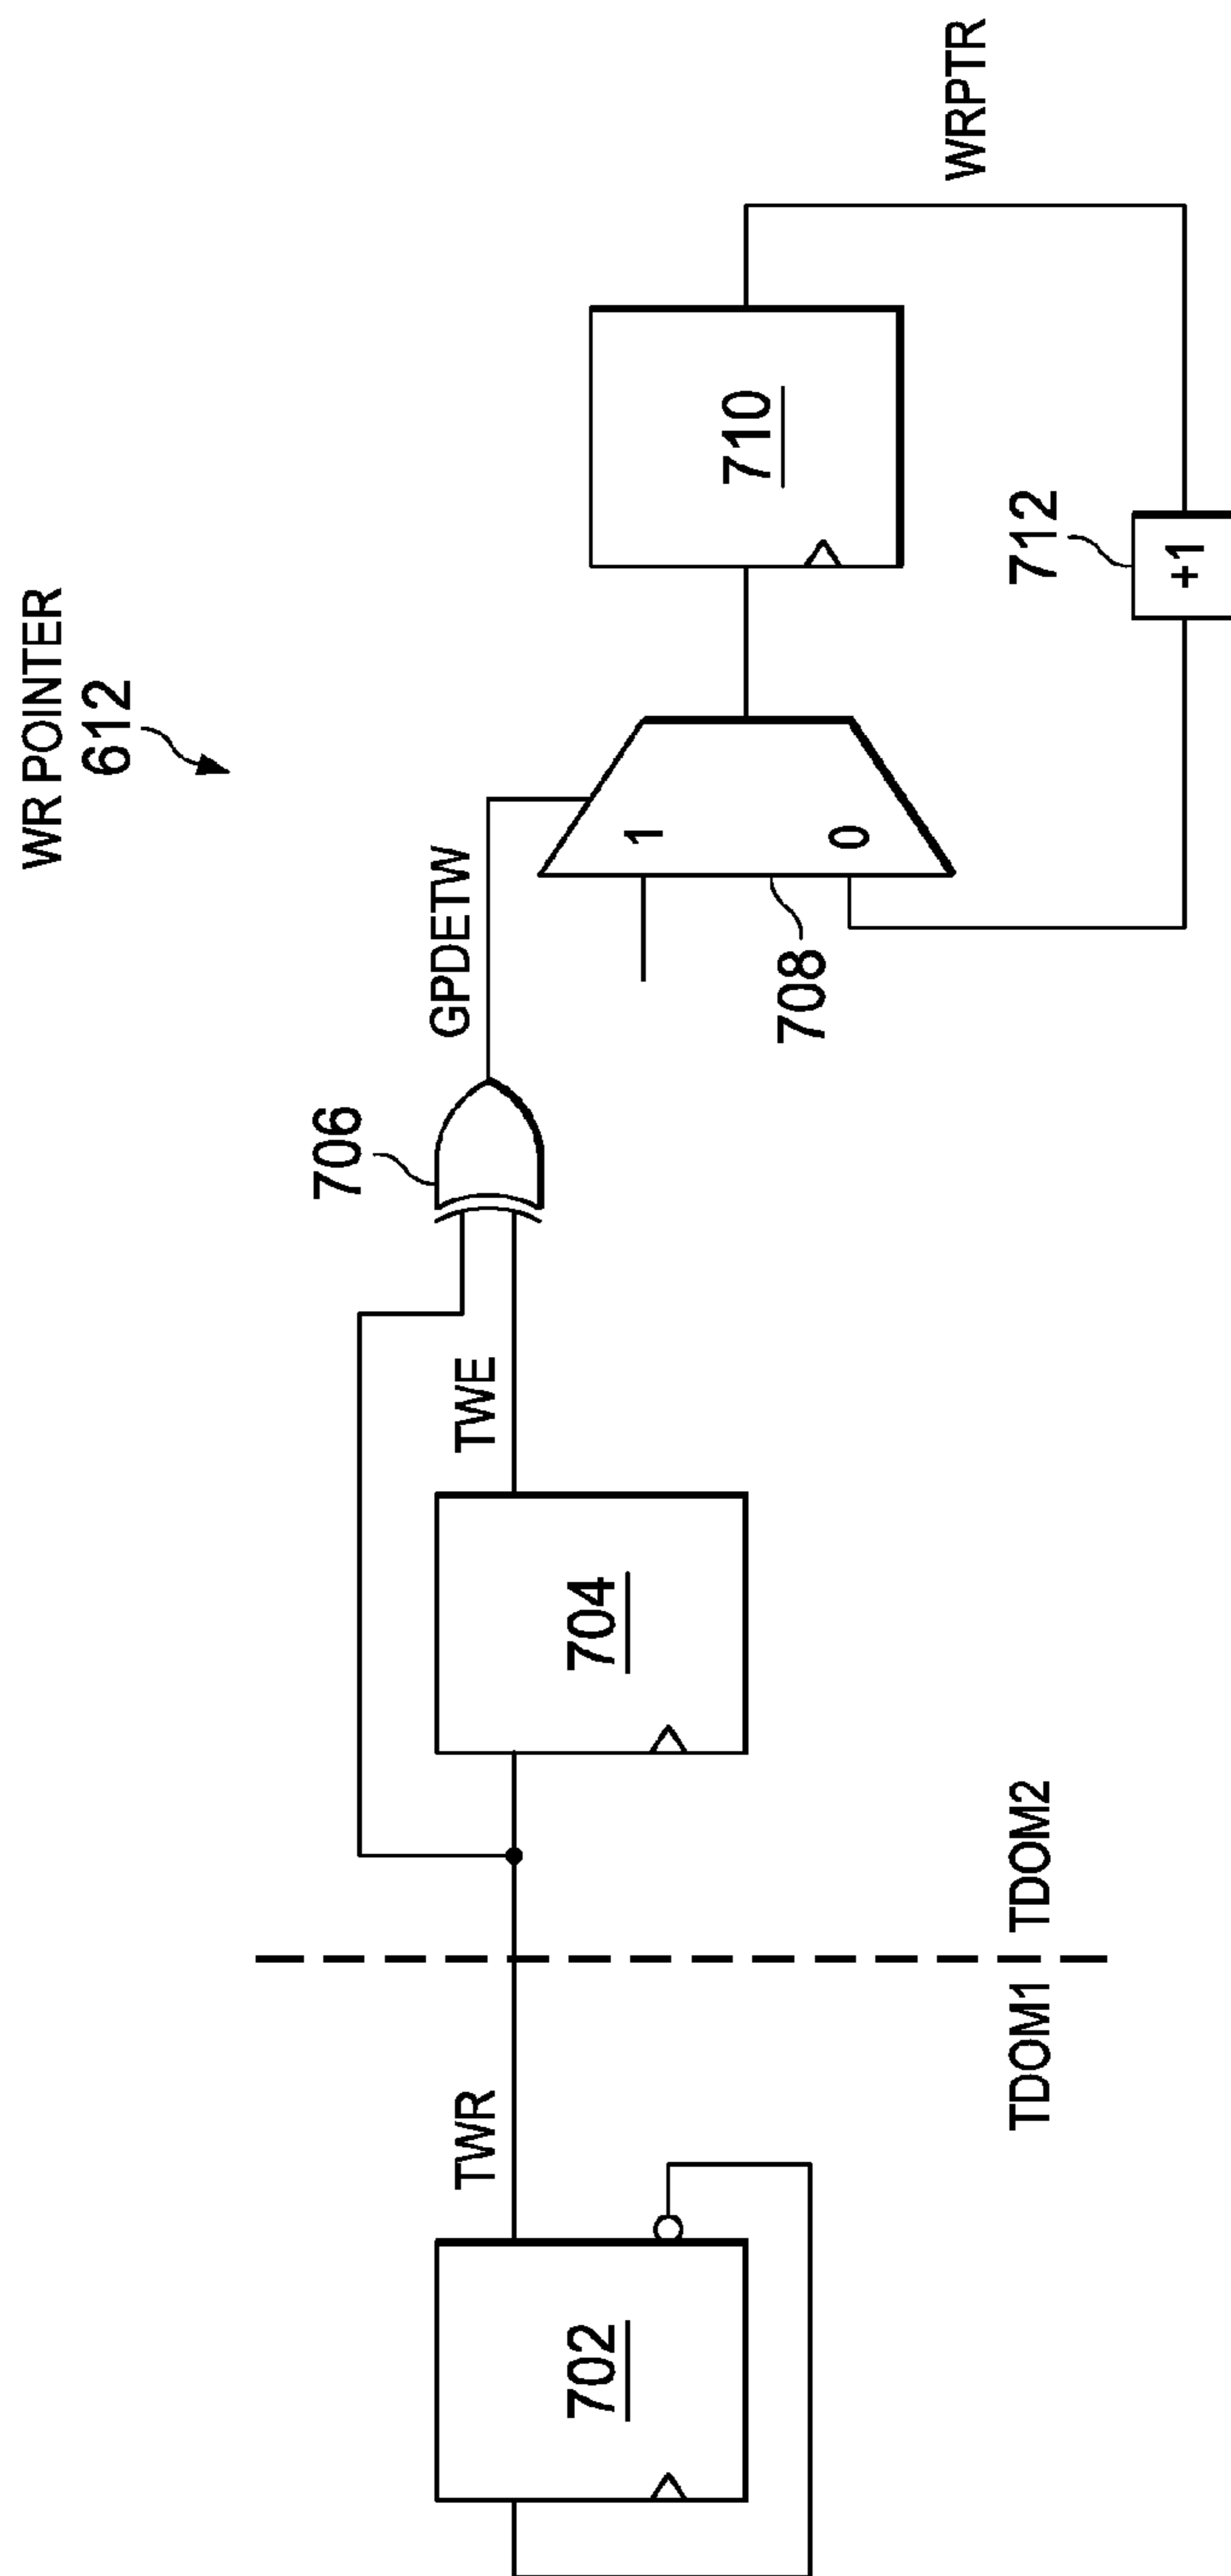 WR POINTER
612
702
TWR
TDOM1
TDOM2
704
TWE
706
GPDETW
1
0
708
710
712
+1
WRPTR